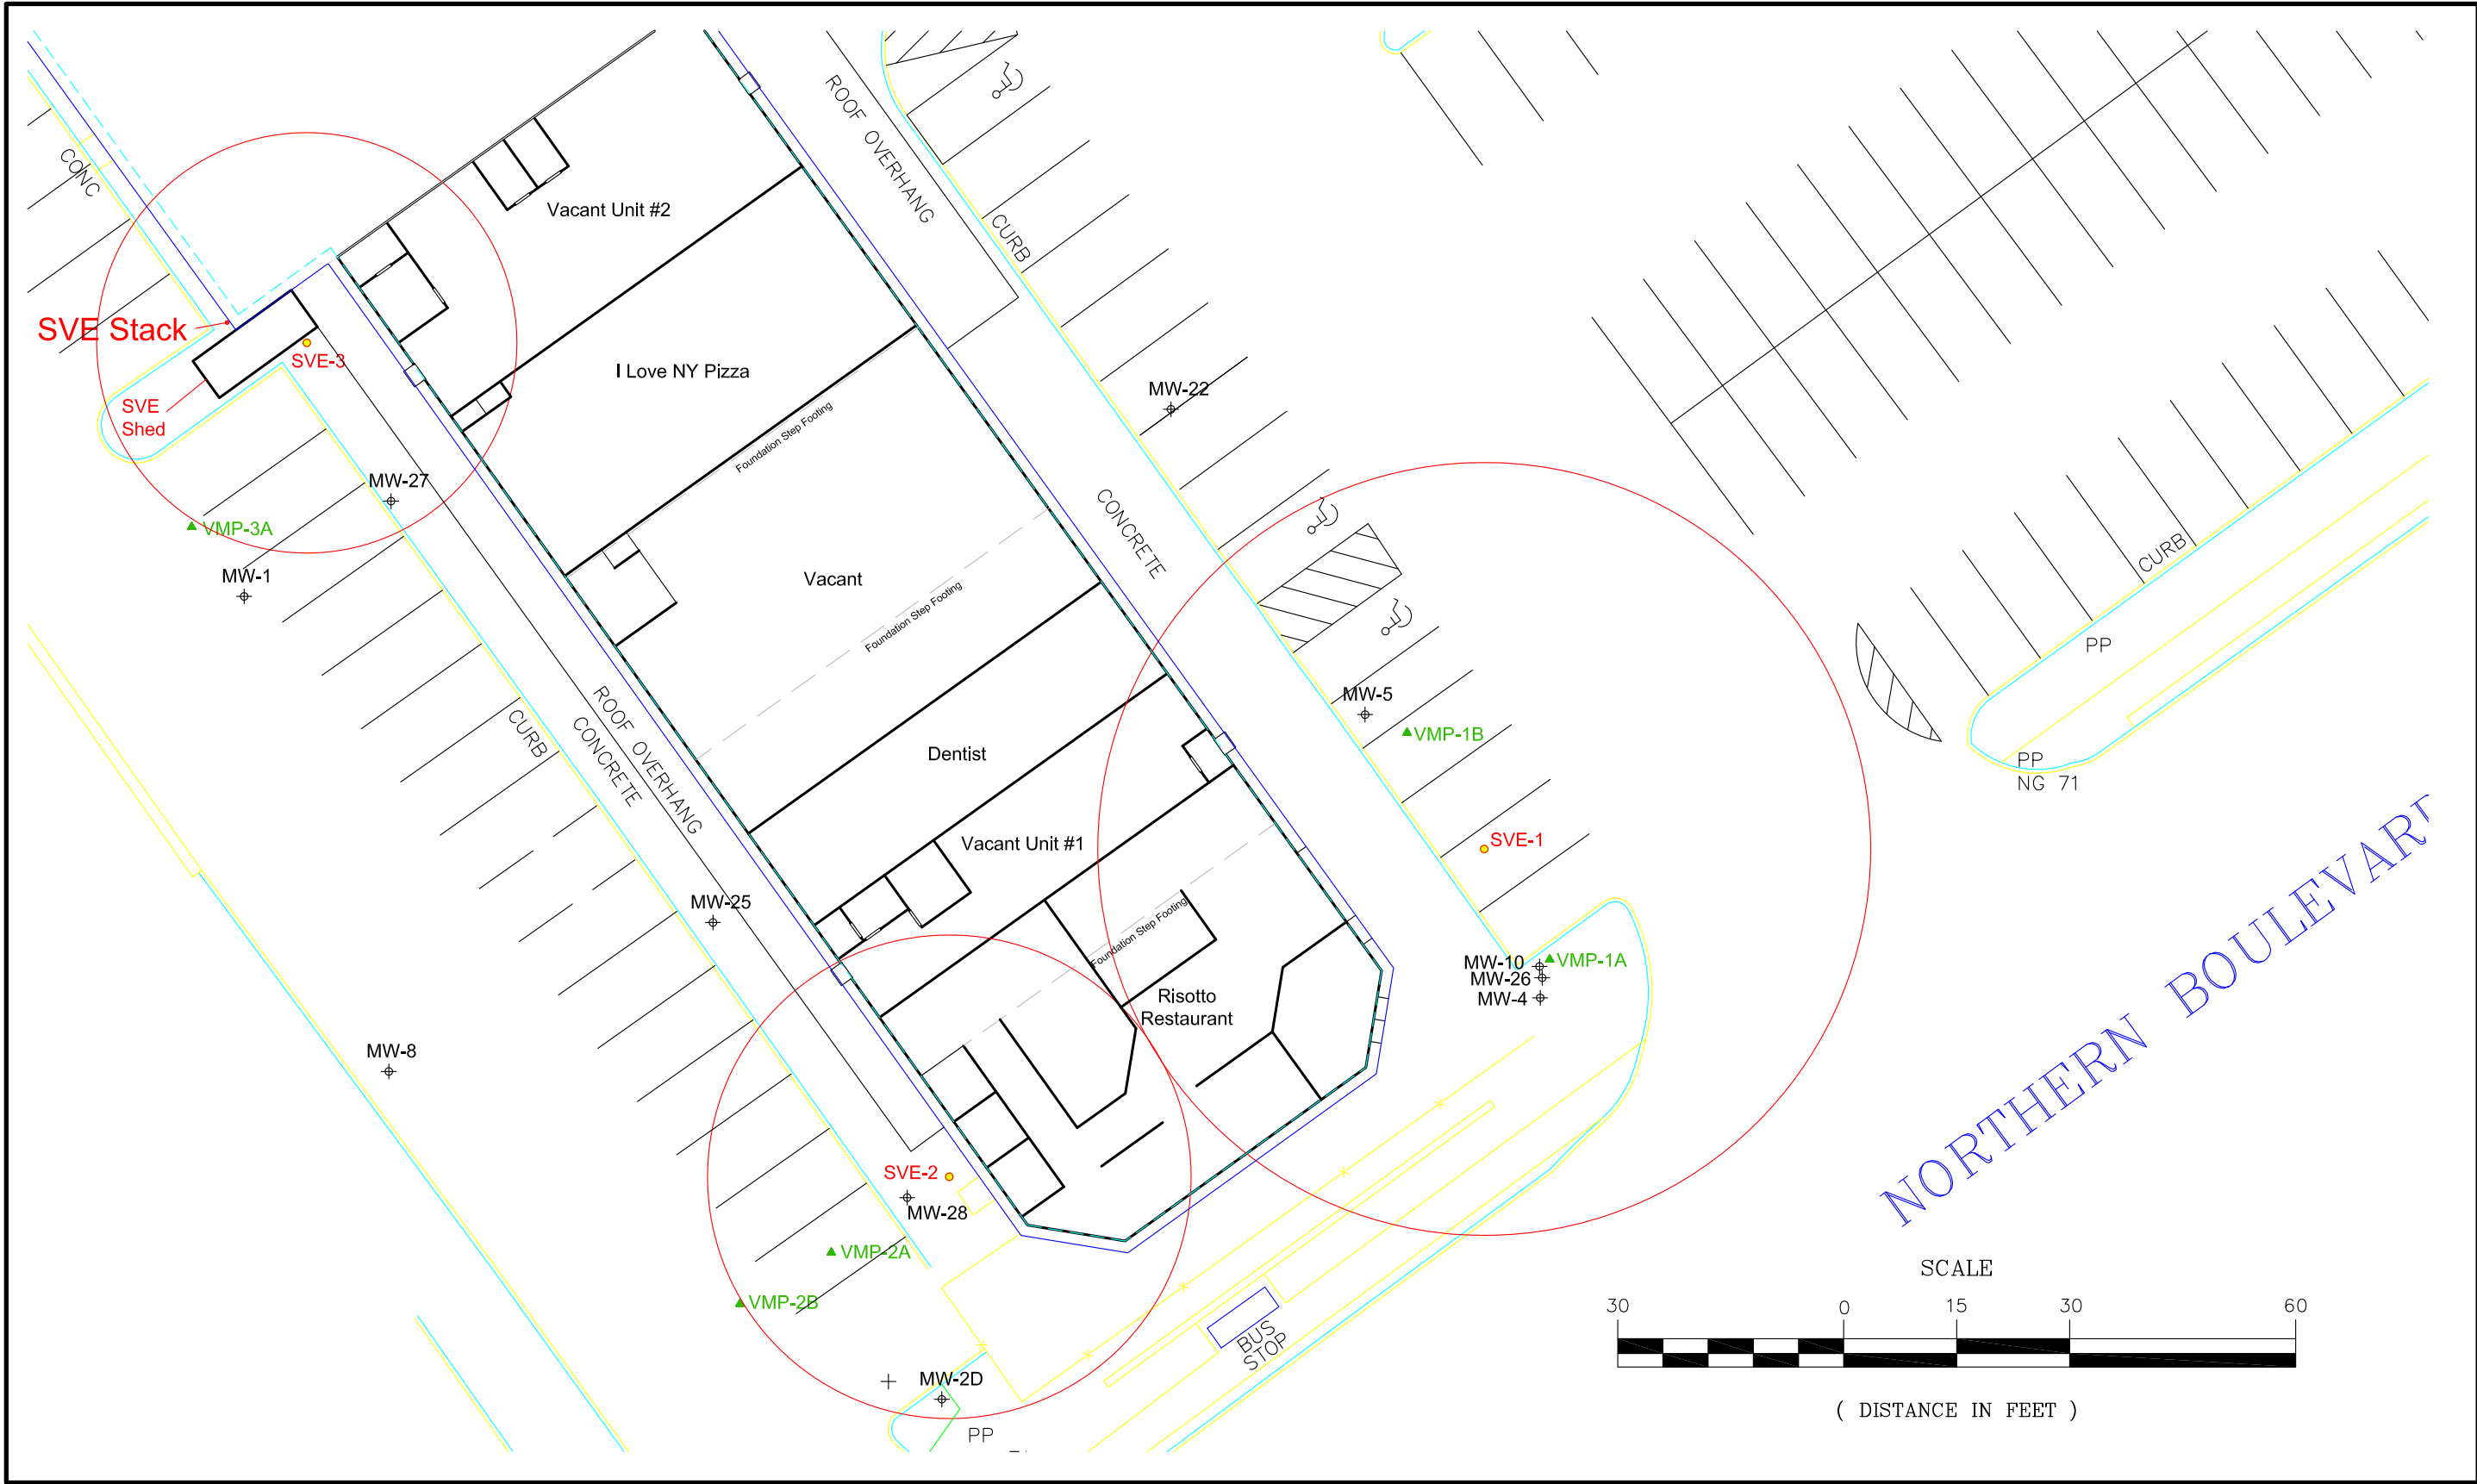 CONC
ROOF OVERHANG
Vacant Unit #2
CURB
SVE Stack
SVE-3
I Love NY Pizza
MW-22
SVE
Shed
Foundation Step Footing
MW-27
VMP-3A
CONCRETE
MW-1
Vacant
Foundation Step Footing
CURB
PP
MW-5
ROOF OVERHANG
CURB
CONCRETE
VMP-1B
Dentist
PP
NG 71
Vacant Unit #1
SVE-1
MW-25
Foundation Step Footing
MW-10
VMP-1A
MW-26
MW-4
Risotto
Restaurant
NORTHERN BOULEVARD
MW-8
SVE-2
MW-28
VMP-2A
VMP-2B
BUS
STOP
MW-2D
PP
SCALE
30 0 15 30 60
( DISTANCE IN FEET )